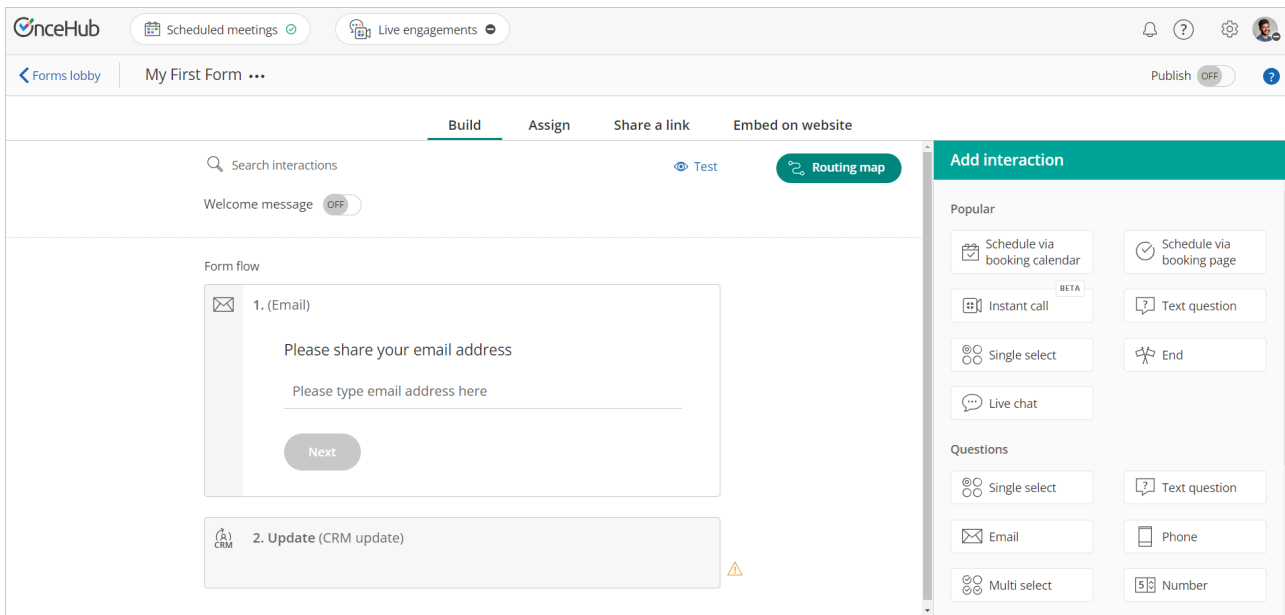 OnceHub
Scheduled meetings
Live engagements
?
Forms lobby
My First Form •••
Publish OFF
?
Build Assign Share a link Embed on website
Search interactions
Test
Routing map
Welcome message OFF
Form flow
1. (Email)
Please share your email address
Please type email address here
Next
CRM
2. Update (CRM update)
Add interaction
Popular
Schedule via
booking calendar
Schedule via
booking page
BETA
Instant call
? Text question
Single select
End
Live chat
Questions
Single select
? Text question
Email
Phone
Multi select
5 Number